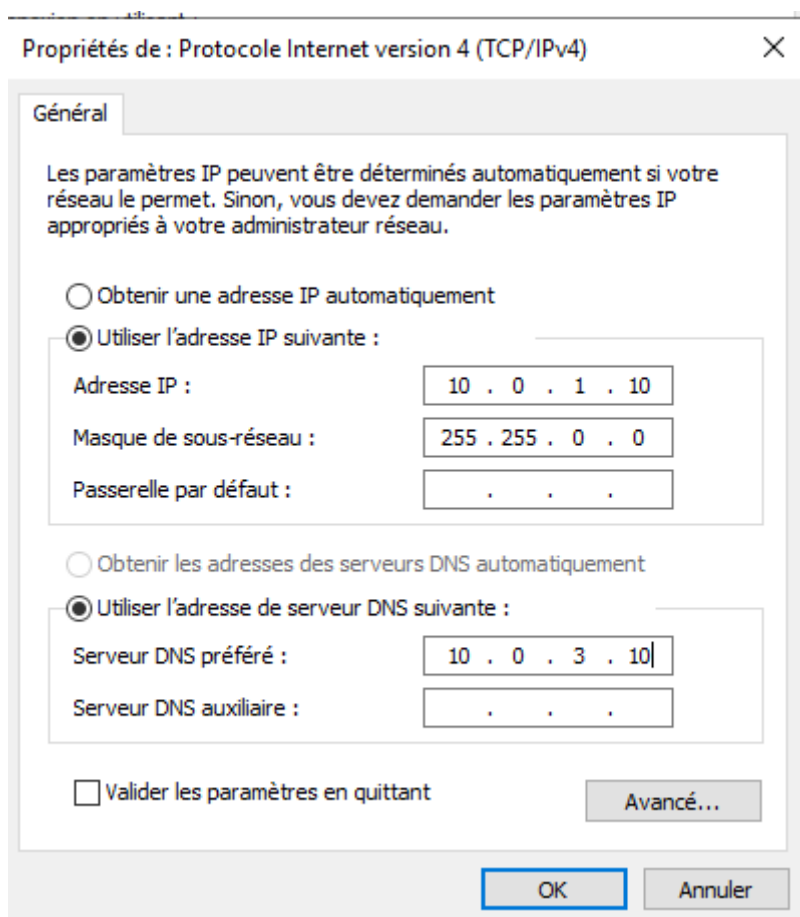 Propriétés de : Protocole Internet version 4 (TCP/IPv4)
Général
Les paramètres IP peuvent être déterminés automatiquement si votre
réseau le permet. Sinon, vous devez demander les paramètres IP
appropriés à votre administrateur réseau.
Obtenir une adresse IP automatiquement
Utiliser l'adresse IP suivante :
Adresse IP : 10 . 0 . 1 . 10
Masque de sous-réseau : 255 . 255 . 0 . 0
Passerelle par défaut : . . .
Obtenir les adresses des serveurs DNS automatiquement
Utiliser l'adresse de serveur DNS suivante :
Serveur DNS préféré : 10 . 0 . 3 . 10
Serveur DNS auxiliaire : . . .
Valider les paramètres en quittant
Avancé...
OK Annuler